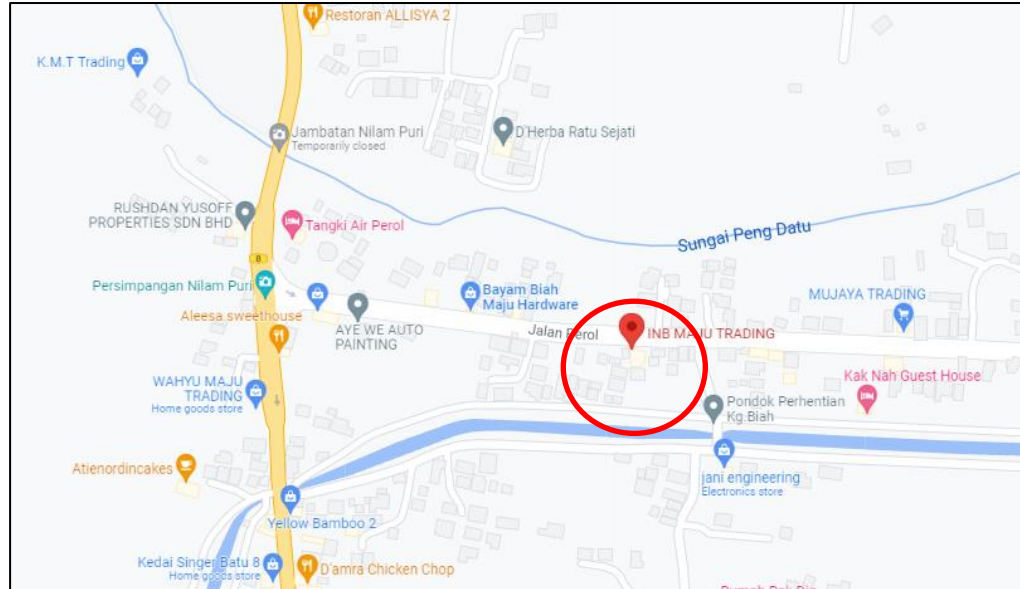 Restoran ALLISYA 2
K.M.T Trading
Jambatan Nilam Puri
Temporarily closed
D'Herba Ratu Sejati
RUSHDAN YUSOFF
PROPERTIES SDN BHD
Tangki Air Perol
Sungai Peng Datu
8
Persimpangan Nilam Puri
Bayam Biah
Maju Hardware
MUJAYA TRADING
Aleesa.sweethouse
AYE WE AUTO
PAINTING
Jalan Perol
INB MAJU TRADING
WAHYU MAJU
TRADING
Home goods store
Kak Nah Guest House
Pondok Perhentian
Kg.Biah
Atienordincakes
jani engineering
Electronics store
Yellow Bamboo 2
Kedai Singer Batu 8
Home goods store
D'amra Chicken Chop